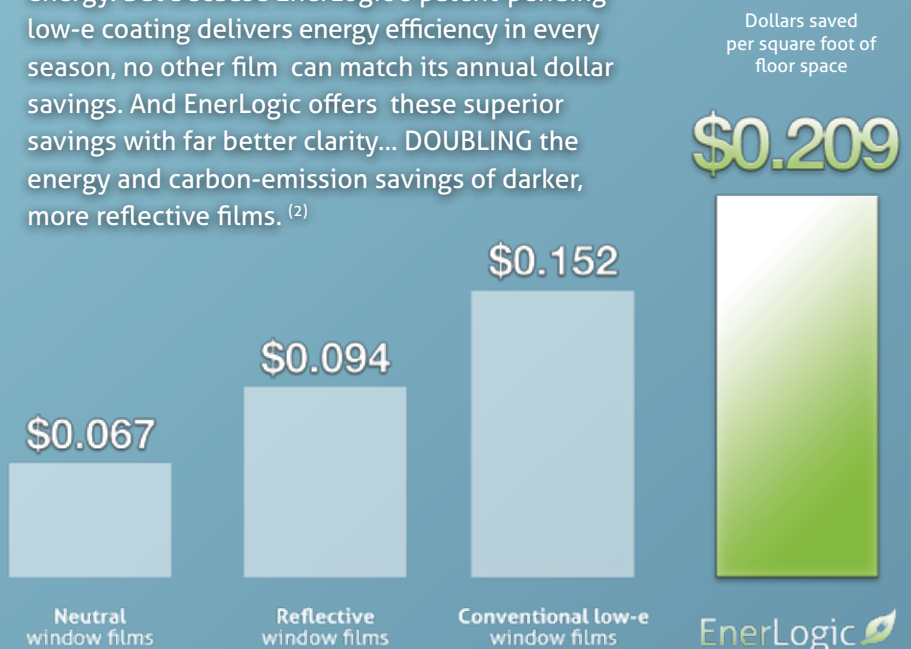 low-e coating delivers energy efficiency in every
season, no other film can match its annual dollar
savings. And EnerLogic offers these superior
savings with far better clarity... DOUBLING the
energy and carbon-emission savings of darker,
more reflective films. (2)
Dollars saved
per square foot of
floor space
$0.209
$0.152
$0.094
$0.067
Neutral
window films
Reflective
window films
Conventional low-e
window films
EnerLogic